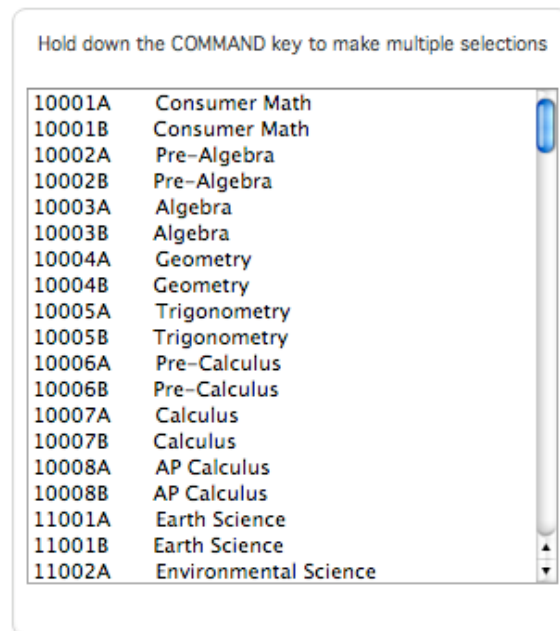 Hold down the COMMAND key to make multiple selections
10001A Consumer Math
10001B Consumer Math
10002A Pre-Algebra
10002B Pre-Algebra
10003A Algebra
10003B Algebra
10004A Geometry
10004B Geometry
10005A Trigonometry
10005B Trigonometry
10006A Pre-Calculus
10006B Pre-Calculus
10007A Calculus
10007B Calculus
10008A AP Calculus
10008B AP Calculus
11001A Earth Science
11001B Earth Science
11002A Environmental Science